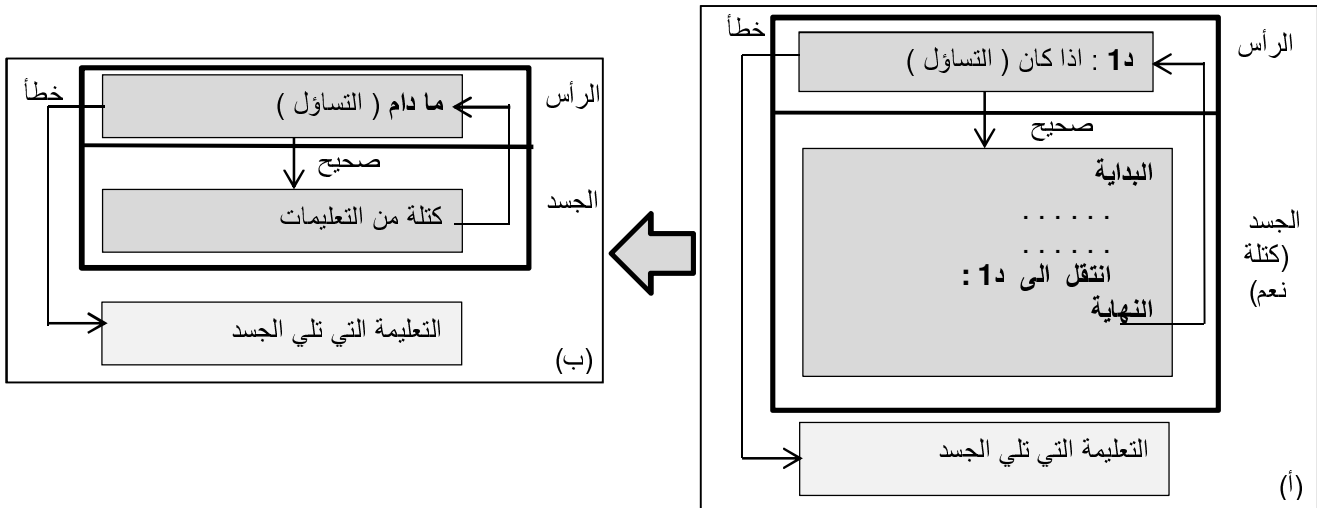 خطأ
د1 : اذا كان ( التساؤل )
الرأس
صحيح
البداية
. . . . . .
. . . . . .
انتقل الى د1 :
النهاية
الجسد
(كتلة
نعم)
التعليمة التي تلي الجسد
(أ)
خطأ
ما دام ( التساؤل )
الرأس
صحيح
كتلة من التعليمات
الجسد
التعليمة التي تلي الجسد
(ب)